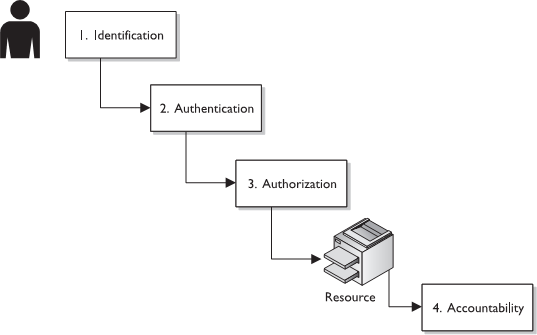 1. Identification
2. Authentication
3. Authorization
Resource
4. Accountability